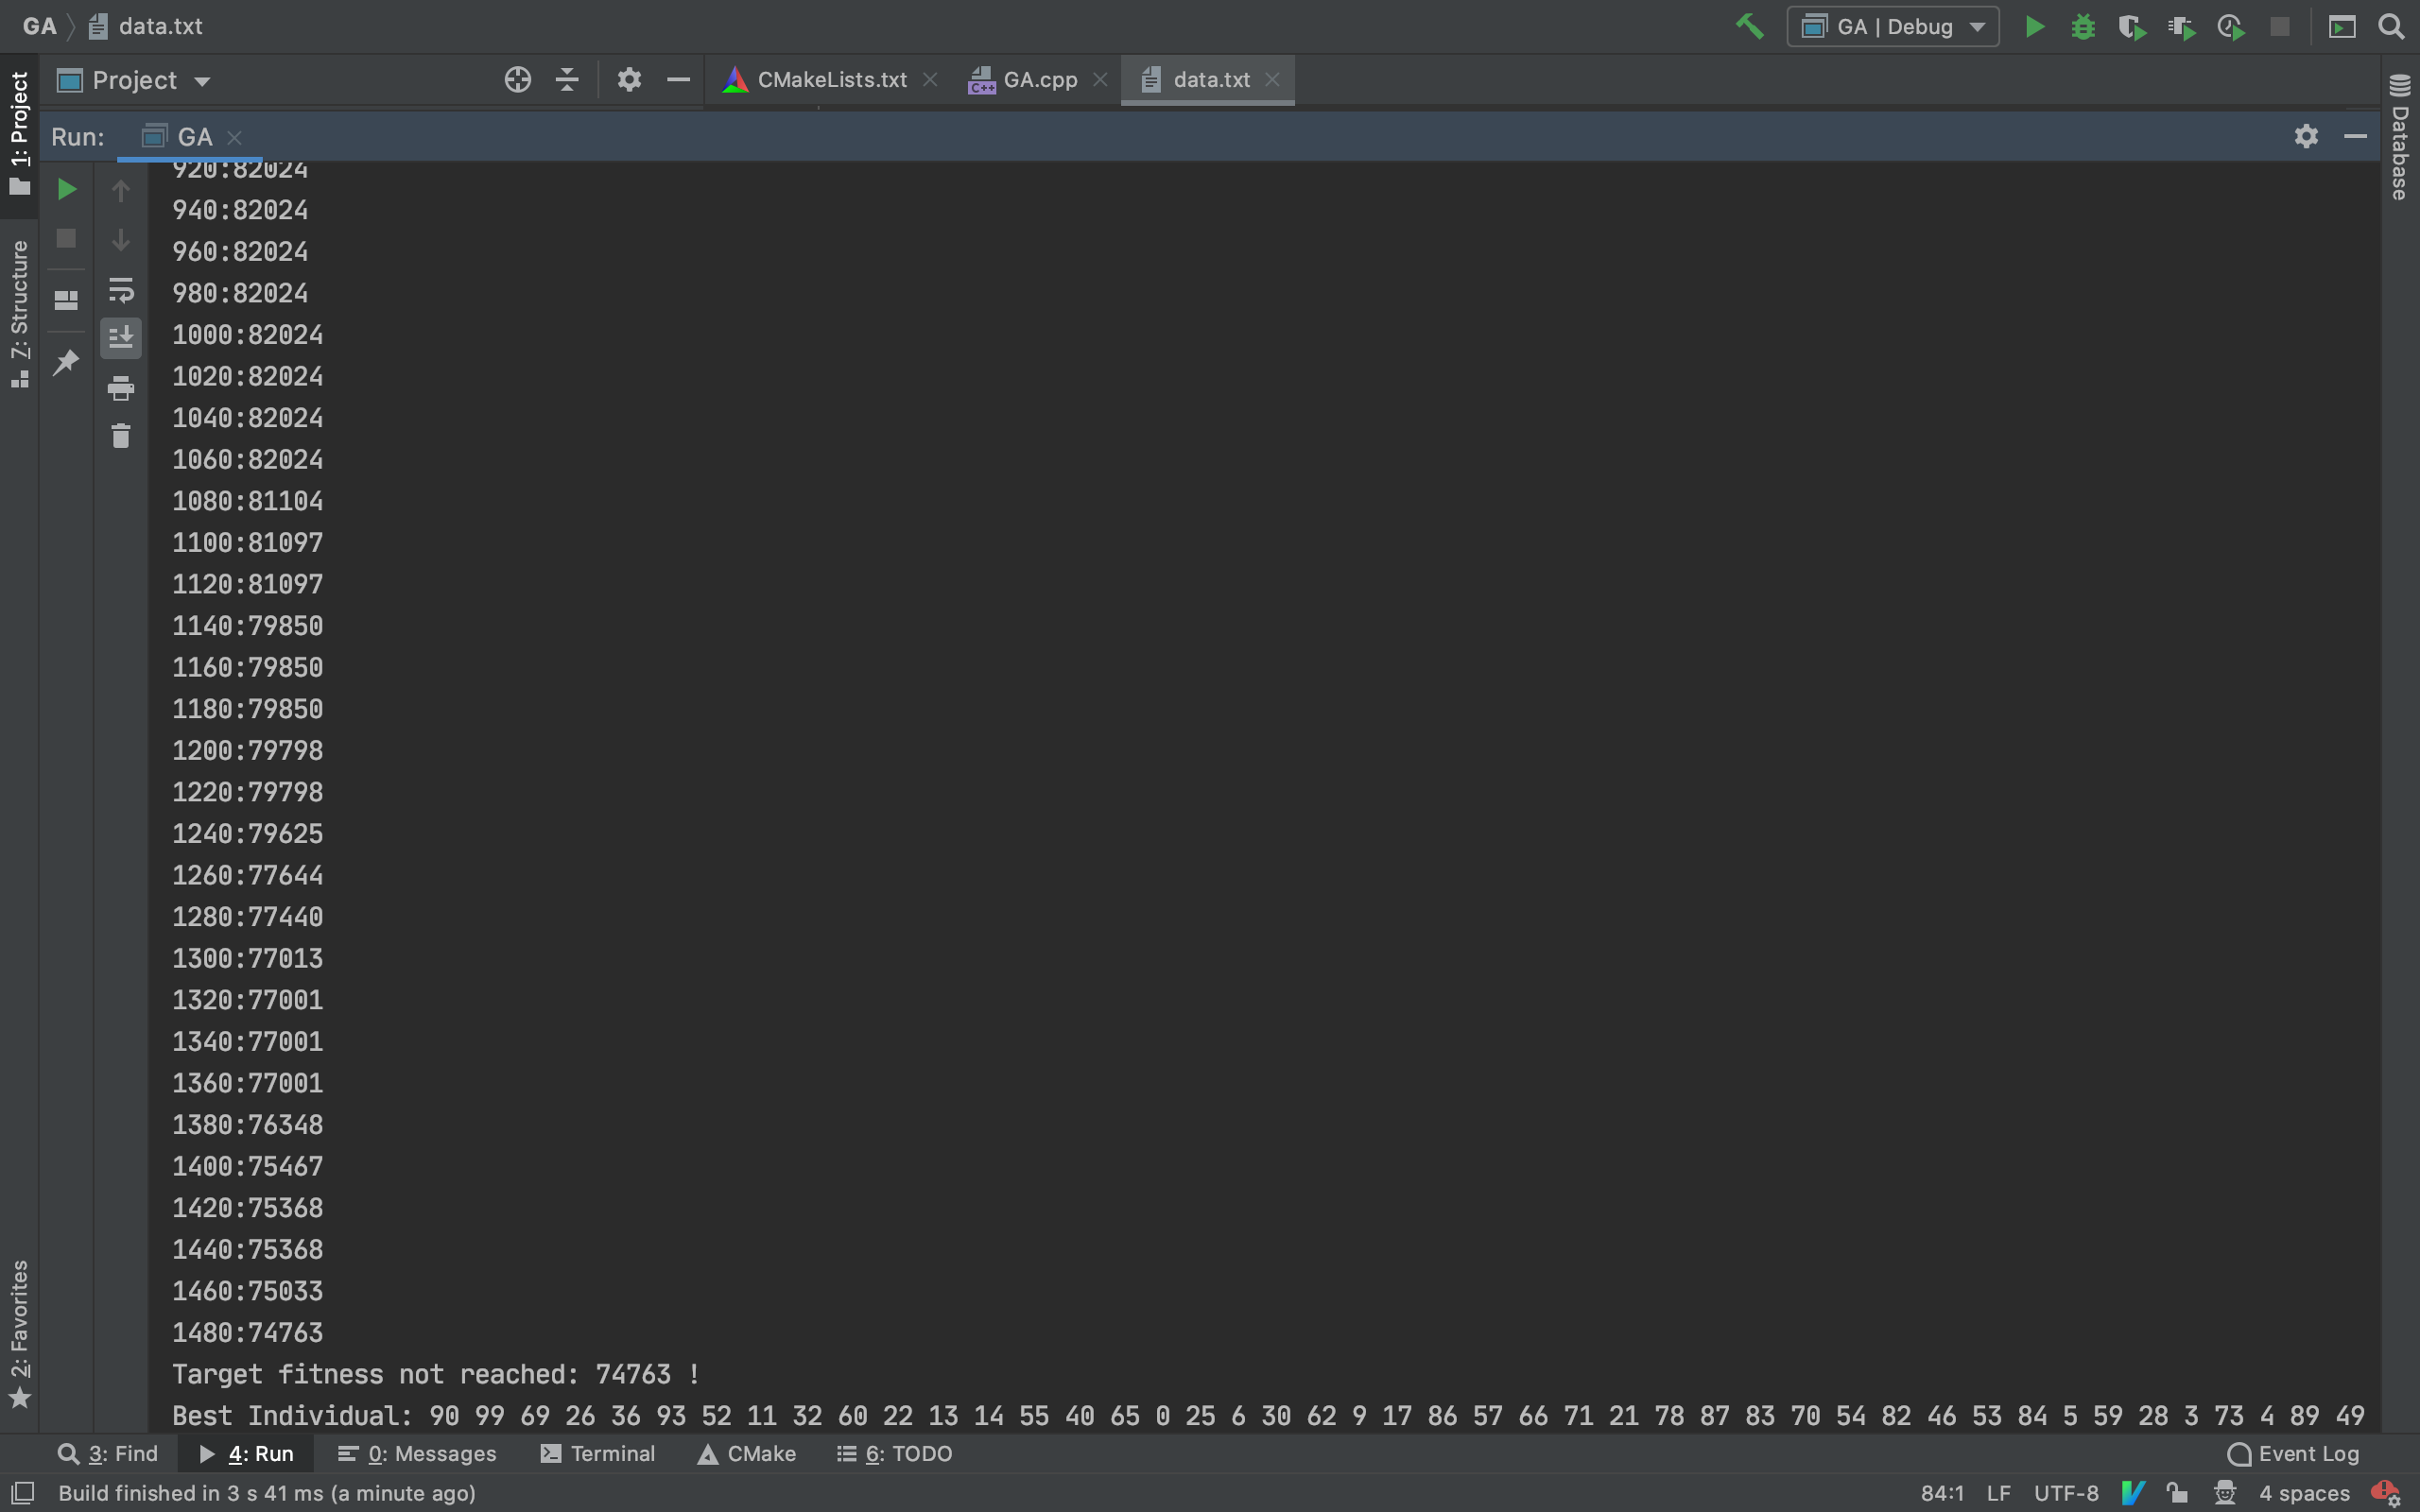 GA data.txt GA | Debug
Project CMakeLists.txt GA.cpp data.txt
Run: GA
1: Project
7: Structure
2: Favorites
Database
920:82024
940:82024
960:82024
980:82024
1000:82024
1020:82024
1040:82024
1060:82024
1080:81104
1100:81097
1120:81097
1140:79850
1160:79850
1180:79850
1200:79798
1220:79798
1240:79625
1260:77644
1280:77440
1300:77013
1320:77001
1340:77001
1360:77001
1380:76348
1400:75467
1420:75368
1440:75368
1460:75033
1480:74763
Target fitness not reached: 74763 !
Best Individual: 90 99 69 26 36 93 52 11 32 60 22 13 14 55 40 65 0 25 6 30 62 9 17 86 57 66 71 21 78 87 83 70 54 82 46 53 84 5 59 28 3 73 4 89 49
3: Find 4: Run 0: Messages Terminal CMake 6: TODO Event Log
Build finished in 3 s 41 ms (a minute ago) 84:1 LF UTF-8 4 spaces